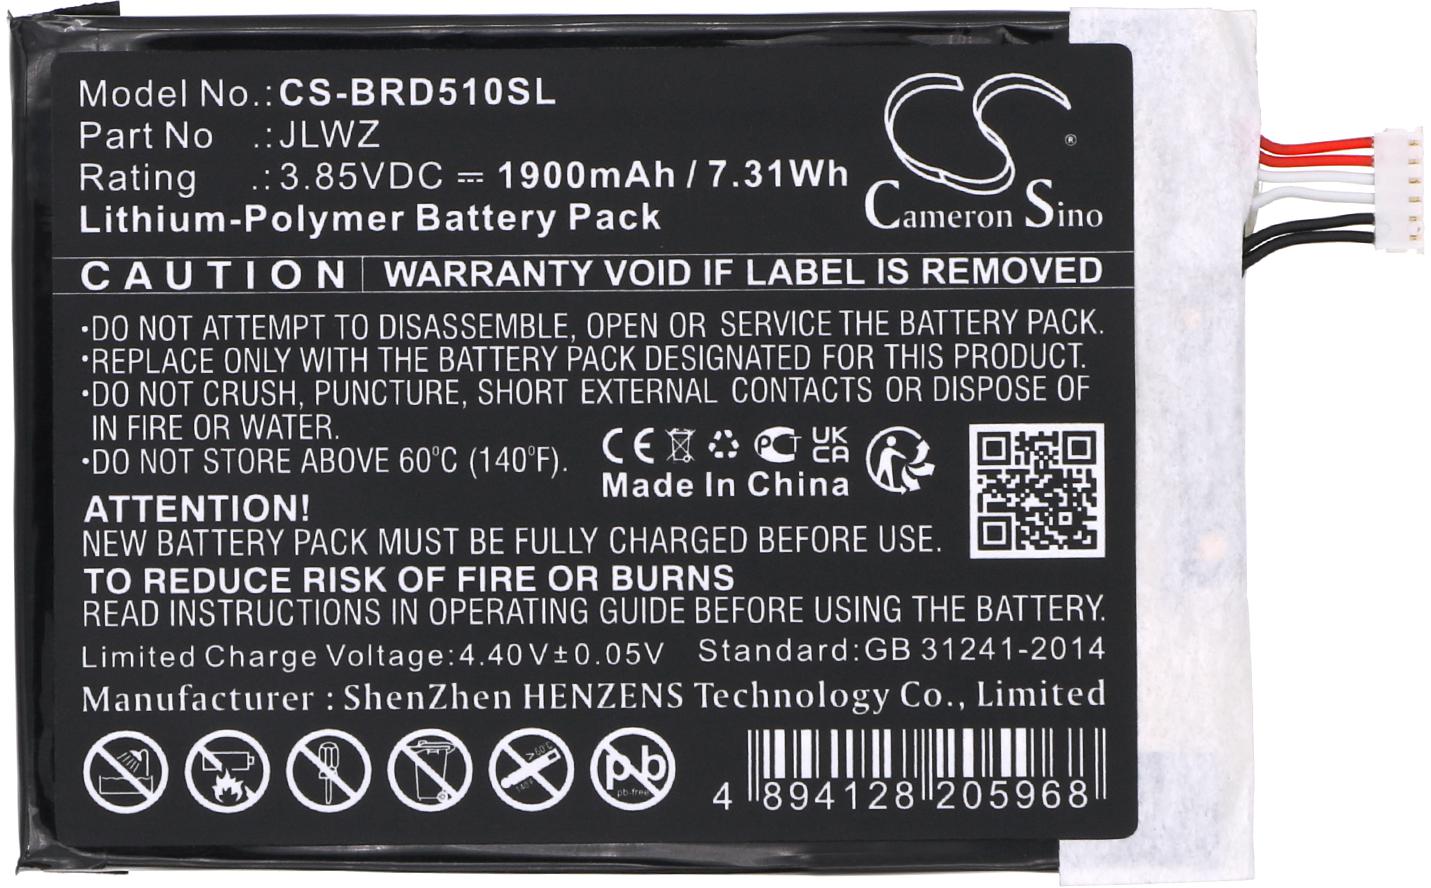 Model No.:CS-BRD510SL
Part No .:JLWZ
Rating .:3.85VDC ⎓ 1900mAh / 7.31Wh
Lithium-Polymer Battery Pack
Cameron Sino
®
CAUTION WARRANTY VOID IF LABEL IS REMOVED
•DO NOT ATTEMPT TO DISASSEMBLE, OPEN OR SERVICE THE BATTERY PACK.
•REPLACE ONLY WITH THE BATTERY PACK DESIGNATED FOR THIS PRODUCT.
•DO NOT CRUSH, PUNCTURE, SHORT EXTERNAL CONTACTS OR DISPOSE OF
IN FIRE OR WATER.
•DO NOT STORE ABOVE 60°C (140°F).
CE PCT UK
CA
Made In China
ATTENTION!
NEW BATTERY PACK MUST BE FULLY CHARGED BEFORE USE.
TO REDUCE RISK OF FIRE OR BURNS
READ INSTRUCTIONS IN OPERATING GUIDE BEFORE USING THE BATTERY.
Limited Charge Voltage:4.40V±0.05V Standard:GB 31241-2014
Manufacturer : ShenZhen HENZENS Technology Co., Limited
>60°C
Pb
pb-free
4 894128 205968